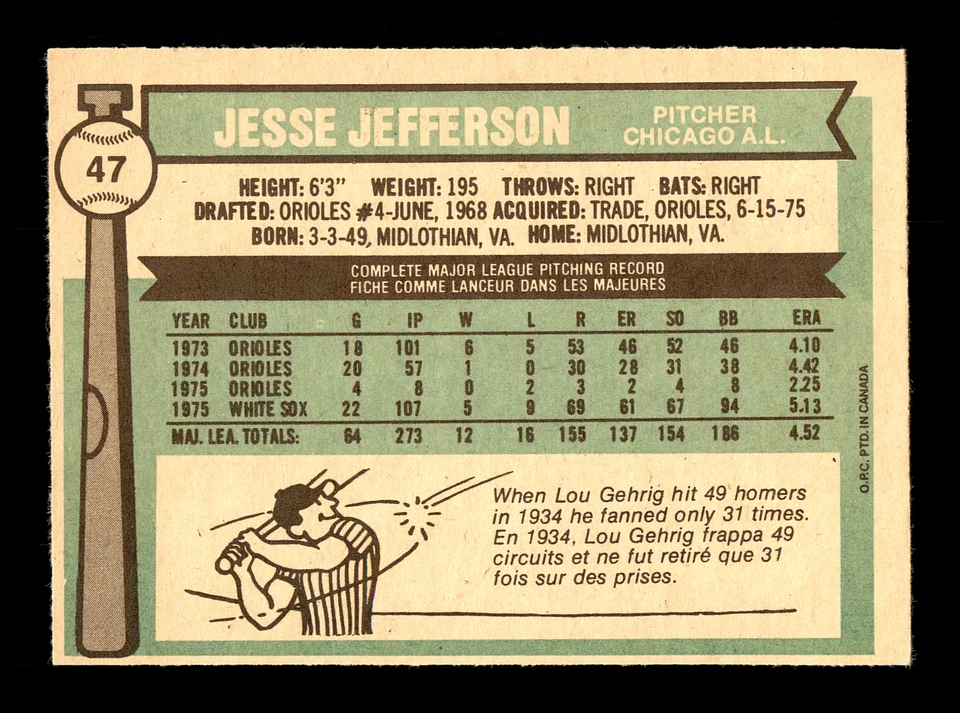 47
JESSE JEFFERSON
PITCHER
CHICAGO A.L.
HEIGHT: 6'3" WEIGHT: 195 THROWS: RIGHT BATS: RIGHT
DRAFTED: ORIOLES #4-JUNE, 1968 ACQUIRED: TRADE, ORIOLES, 6-15-75
BORN: 3-3-49, MIDLOTHIAN, VA. HOME: MIDLOTHIAN, VA.
COMPLETE MAJOR LEAGUE PITCHING RECORD
FICHE COMME LANCEUR DANS LES MAJEURES
YEAR CLUB G IP W L R ER SO BB ERA
1973 ORIOLES 18 101 6 5 53 46 52 46 4.10
1974 ORIOLES 20 57 1 0 30 28 31 38 4.42
1975 ORIOLES 4 8 0 2 3 2 4 8 2.25
1975 WHITE SOX 22 107 5 9 69 61 67 94 5.13
MAJ. LEA. TOTALS: 64 273 12 16 155 137 154 186 4.52
When Lou Gehrig hit 49 homers
in 1934 he fanned only 31 times.
En 1934, Lou Gehrig frappa 49
circuits et ne fut retiré que 31
fois sur des prises.
O.P.C. PTD. IN CANADA